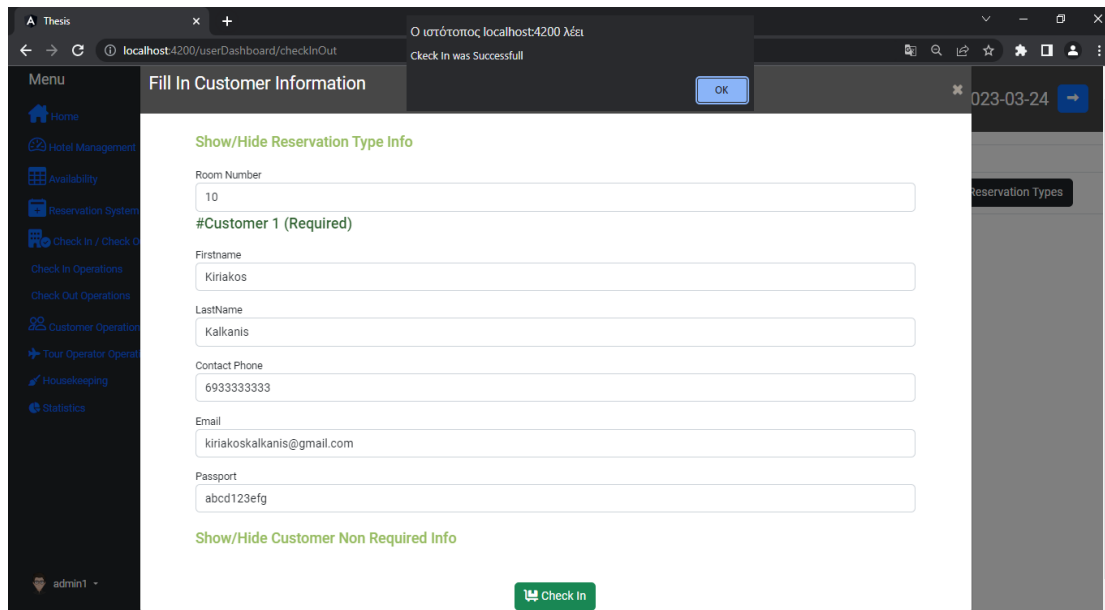 Thesis
Ο ιστότοπος localhost:4200 λέει
Ckeck In was Successfull
OK
localhost:4200/userDashboard/checkInOut
Menu
Fill In Customer Information
023-03-24
Home
Hotel Management
Availability
Reservation System
Check In / Check O
Check In Operations
Check Out Operations
Customer Operation
Tour Operator Operati
Housekeeping
Statistics
Reservation Types
Show/Hide Reservation Type Info
Room Number
10
#Customer 1 (Required)
Firstname
Kiriakos
LastName
Kalkanis
Contact Phone
6933333333
Email
kiriakoskalkanis@gmail.com
Passport
abcd123efg
Show/Hide Customer Non Required Info
Check In
admin1